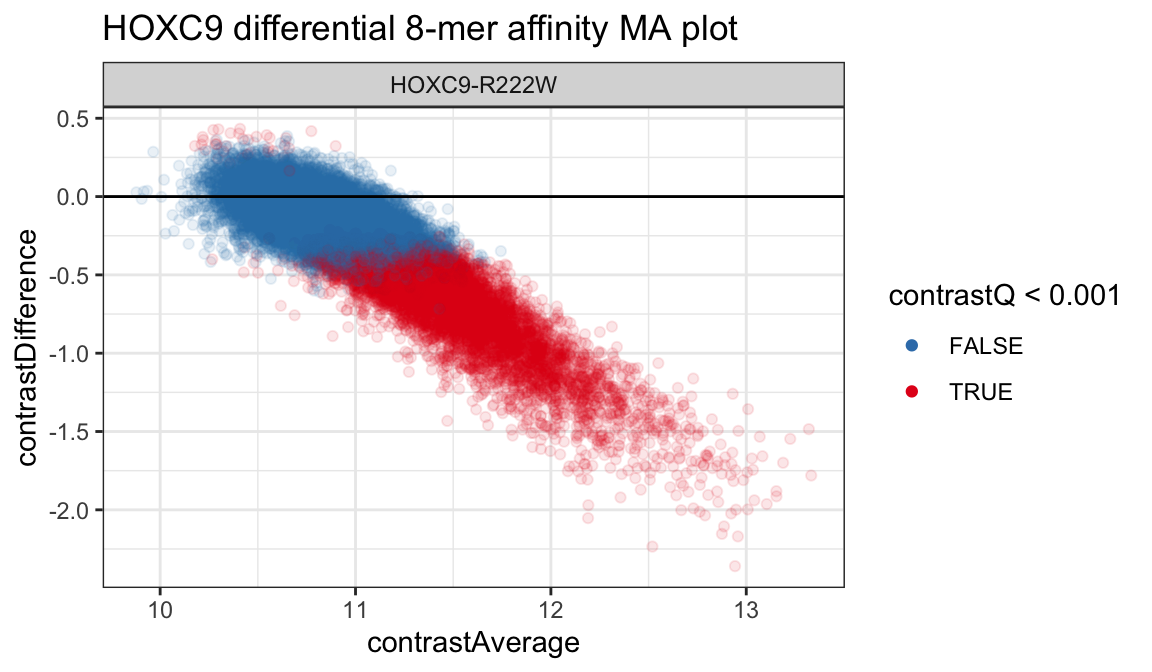 HOXC9 differential 8-mer affinity MA plot
HOXC9-R222W
0.5
0.0
-0.5
-1.0
-1.5
-2.0
contrastDifference
10 11 12 13
contrastAverage
contrastQ < 0.001
FALSE
TRUE